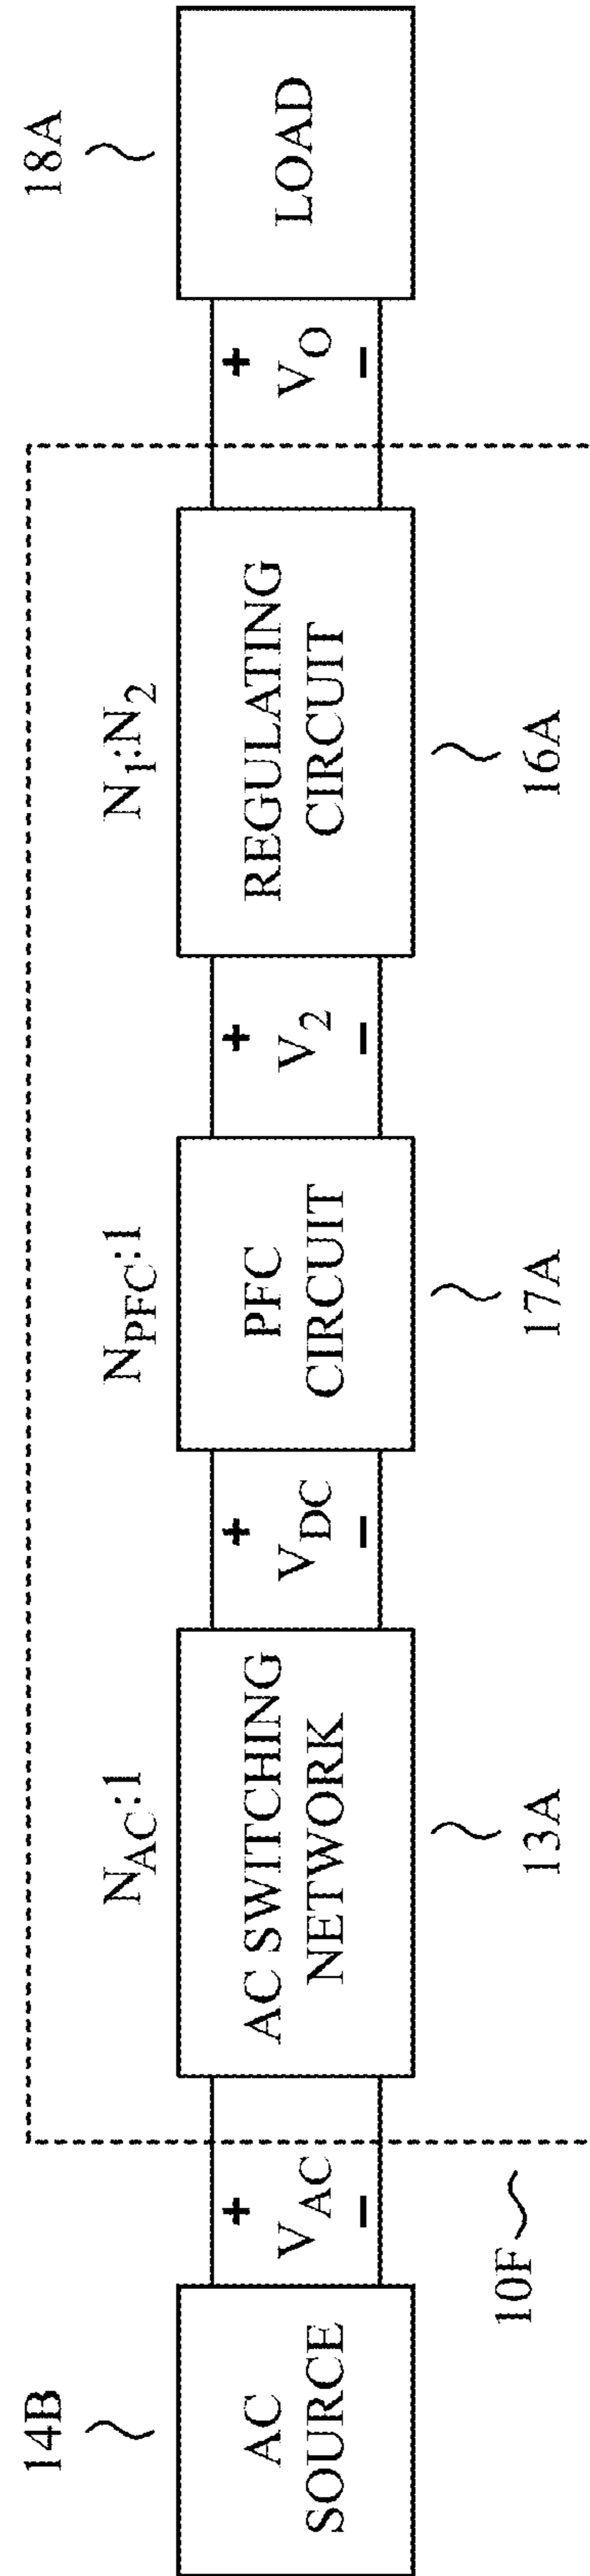 14B
AC
SOURCE
+
V_AC
−
10F
N_AC:1
AC SWITCHING
NETWORK
13A
+
V_DC
−
N_PFC:1
PFC
CIRCUIT
17A
+
V_2
−
N_1:N_2
REGULATING
CIRCUIT
16A
+
V_O
−
18A
LOAD